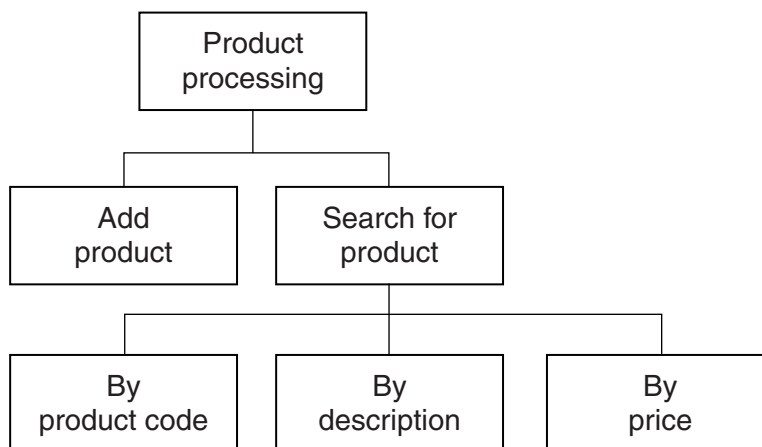 Product
processing
Add
product
Search for
product
By
product code
By
description
By
price